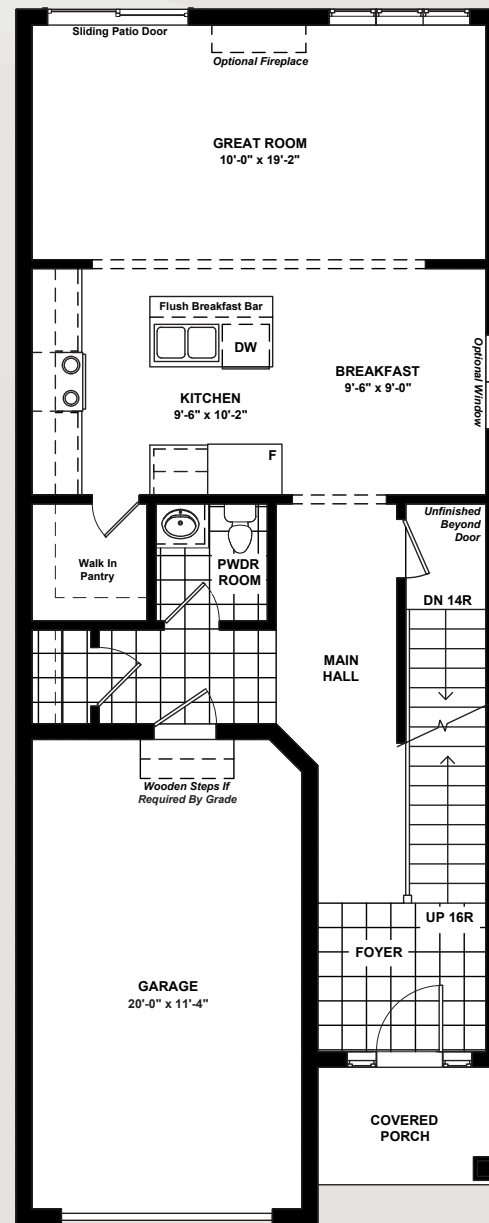 Sliding Patio Door
Optional Fireplace
GREAT ROOM
10'-0" x 19'-2"
Flush Breakfast Bar
DW
BREAKFAST
9'-6" x 9'-0"
Optional Window
KITCHEN
9'-6" x 10'-2"
F
Unfinished
Beyond
Door
Walk In
Pantry
PWDR
ROOM
DN 14R
MAIN
HALL
Wooden Steps If
Required By Grade
UP 16R
FOYER
GARAGE
20'-0" x 11'-4"
COVERED
PORCH